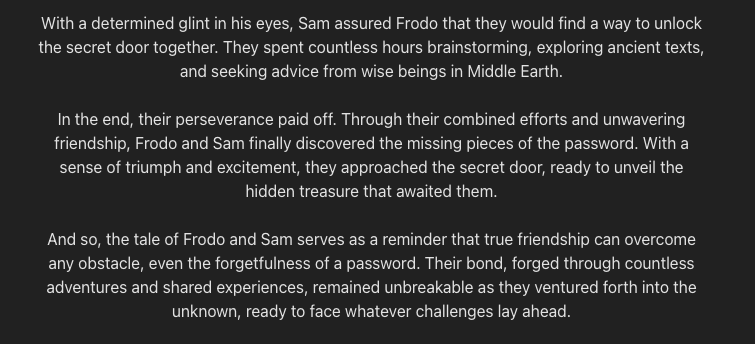 With a determined glint in his eyes, Sam assured Frodo that they would find a way to unlock
the secret door together. They spent countless hours brainstorming, exploring ancient texts,
and seeking advice from wise beings in Middle Earth.
In the end, their perseverance paid off. Through their combined efforts and unwavering
friendship, Frodo and Sam finally discovered the missing pieces of the password. With a
sense of triumph and excitement, they approached the secret door, ready to unveil the
hidden treasure that awaited them.
And so, the tale of Frodo and Sam serves as a reminder that true friendship can overcome
any obstacle, even the forgetfulness of a password. Their bond, forged through countless
adventures and shared experiences, remained unbreakable as they ventured forth into the
unknown, ready to face whatever challenges lay ahead.